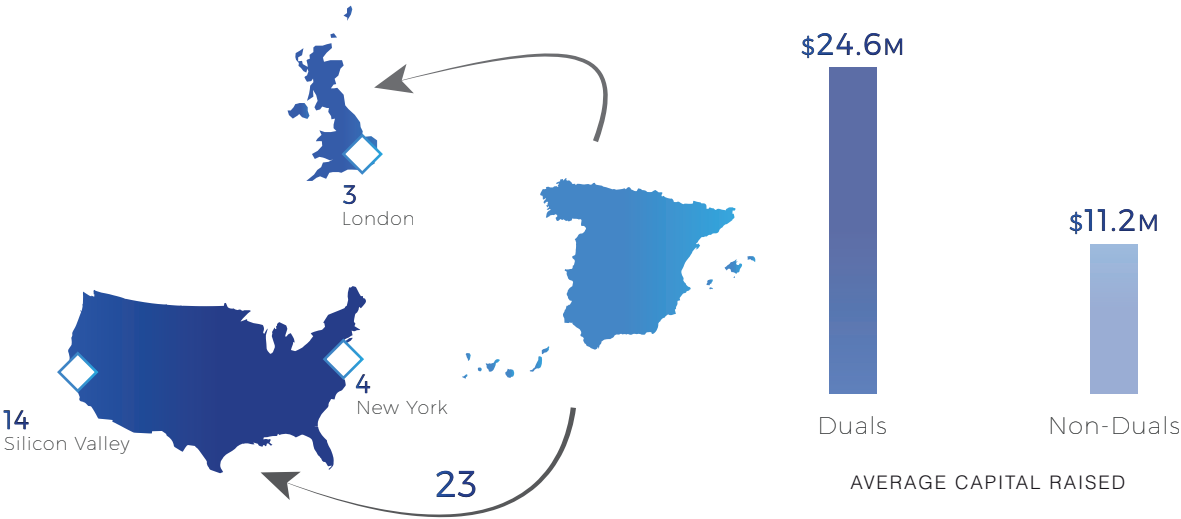 3
London
14
Silicon Valley
4
New York
23
$24.6M
$11.2M
Duals
Non-Duals
AVERAGE CAPITAL RAISED